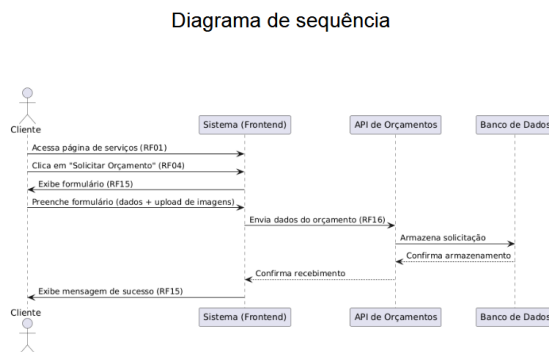 Diagrama de sequência
Cliente
Sistema (Frontend)
API de Orçamentos
Banco de Dados
Acessa página de serviços (RF01)
Clica em "Solicitar Orçamento" (RF04)
Exibe formulário (RF15)
Preenche formulário (dados + upload de imagens)
Envia dados do orçamento (RF16)
Armazena solicitação
Confirma armazenamento
Confirma recebimento
Exibe mensagem de sucesso (RF15)
Cliente
Sistema (Frontend)
API de Orçamentos
Banco de Dados